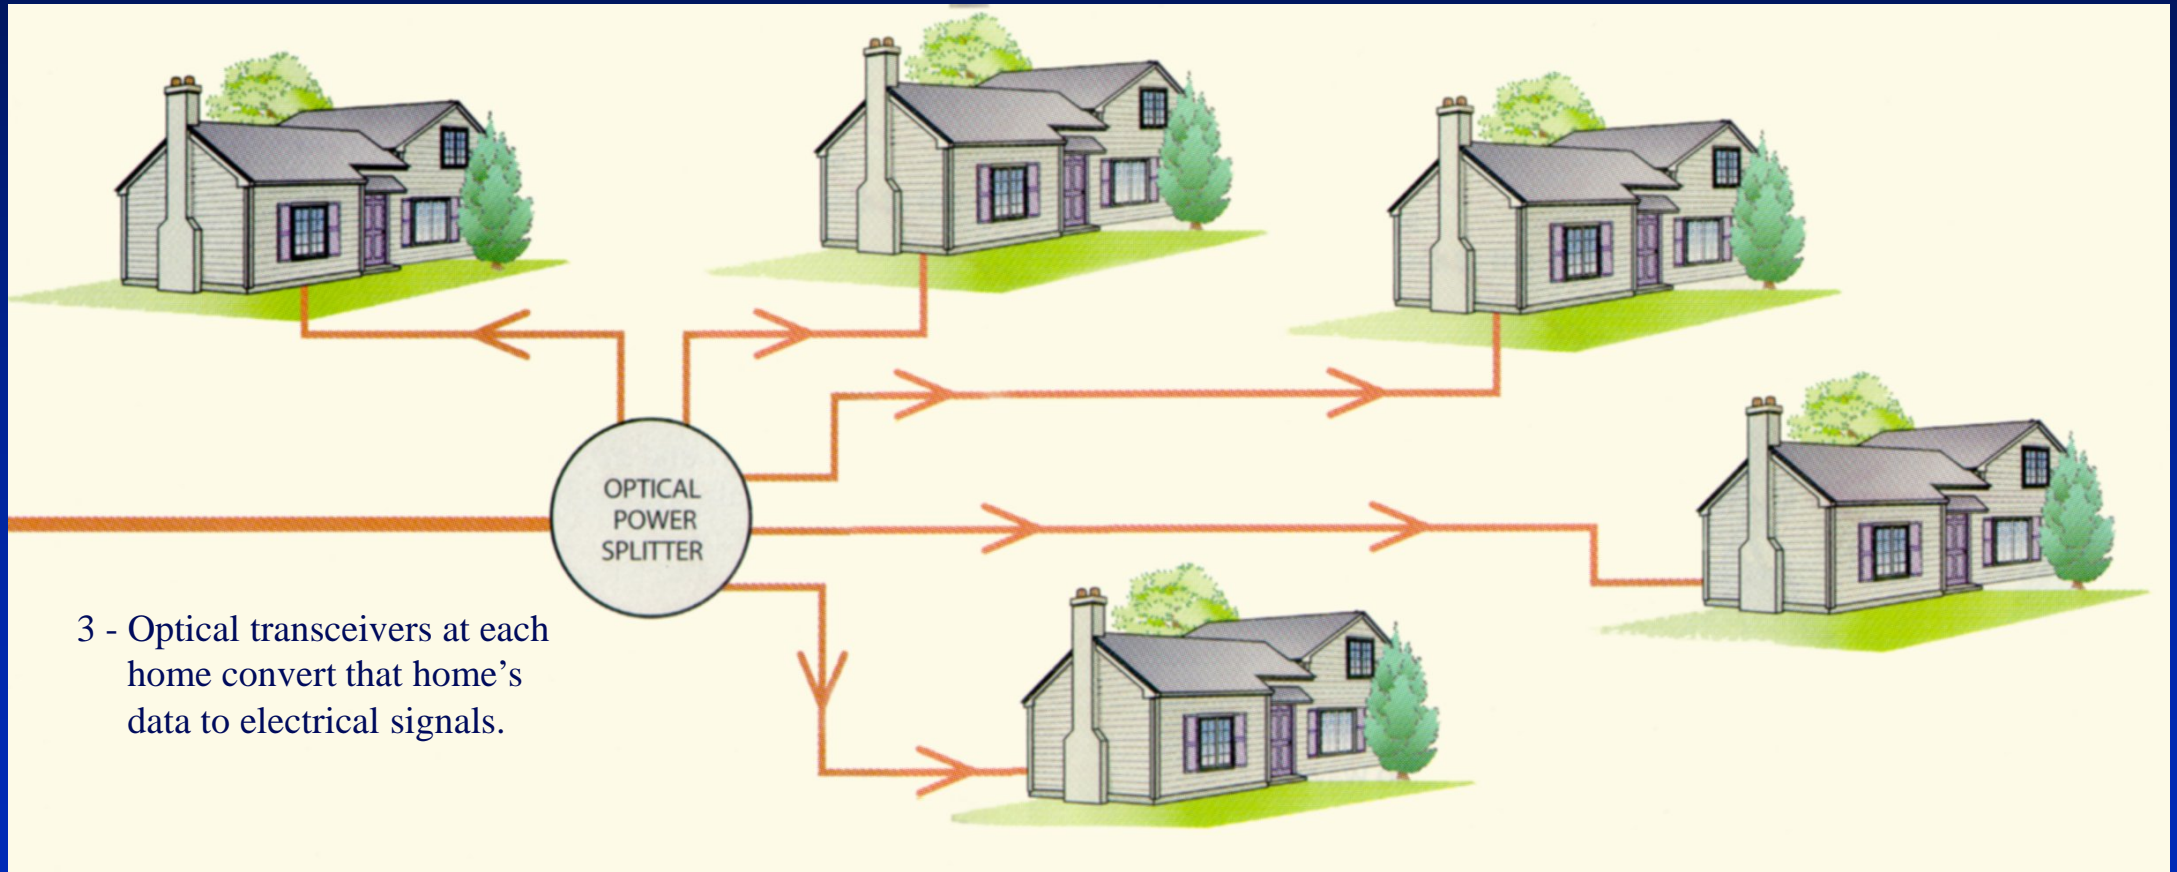 OPTICAL
POWER
SPLITTER
3 - Optical transceivers at each
home convert that home’s
data to electrical signals.